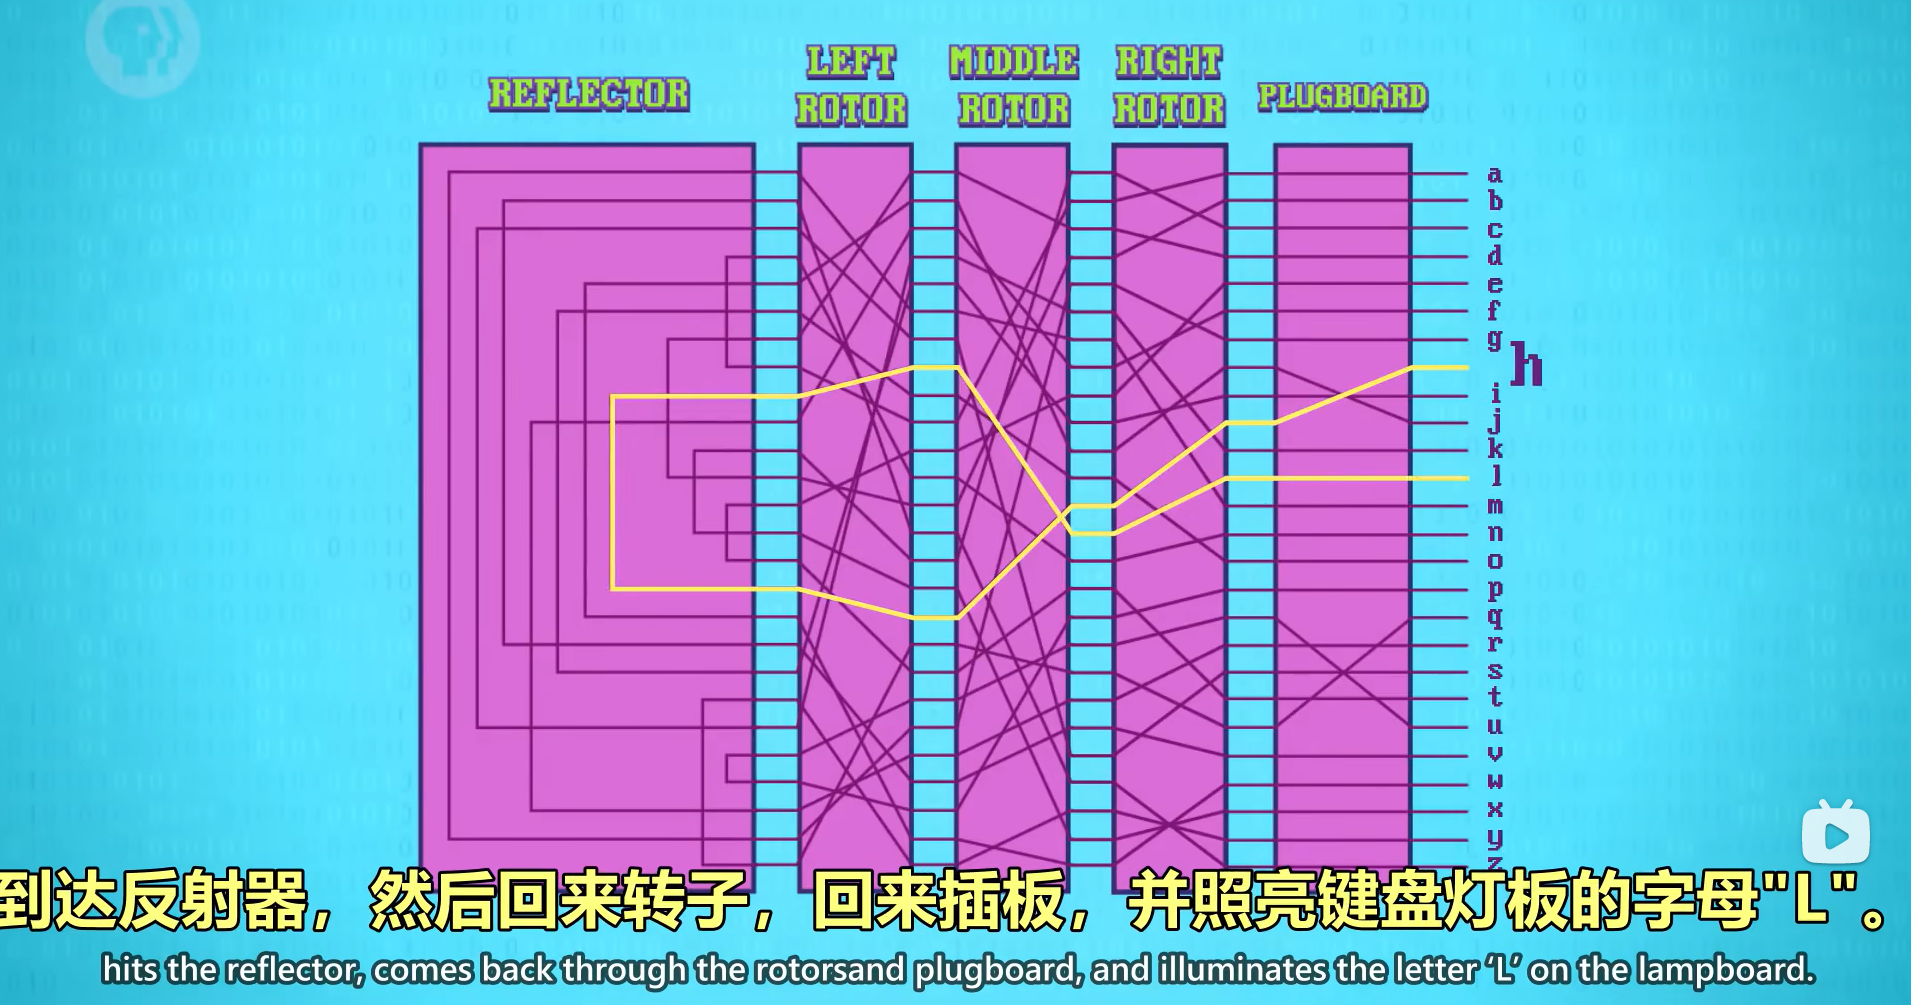 REFLECTOR
LEFT ROTOR
MIDDLE ROTOR
RIGHT ROTOR
PLUGBOARD
a
b
c
d
e
f
g
h
i
j
k
l
m
n
o
p
q
r
s
t
u
v
w
x
y
z
到达反射器，然后回来转子，回来插板，并照亮键盘灯板的字母"L"。
hits the reflector, comes back through the rotorsand plugboard, and illuminates the letter ‘L’ on the lampboard.